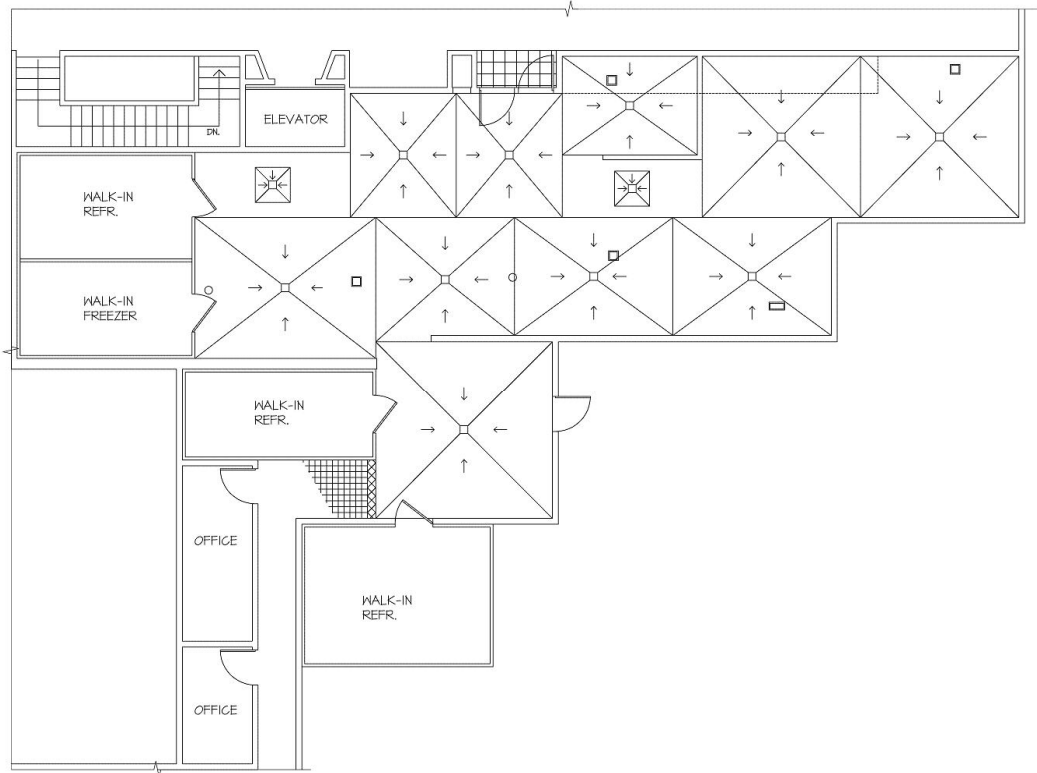 ELEVATOR
DN.
WALK-IN
REFR.
WALK-IN
FREEZER
WALK-IN
REFR.
OFFICE
WALK-IN
REFR.
OFFICE